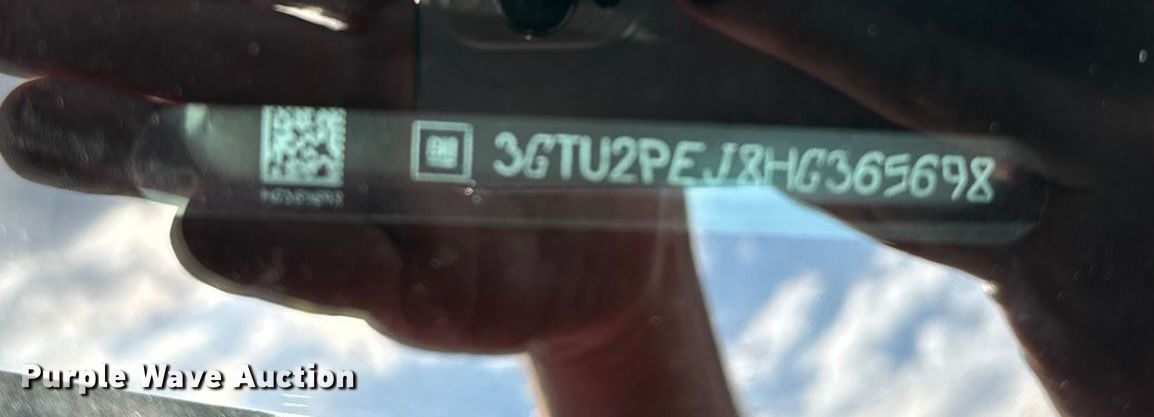 3GTU2PEJ8HG365698
Purple Wave Auction